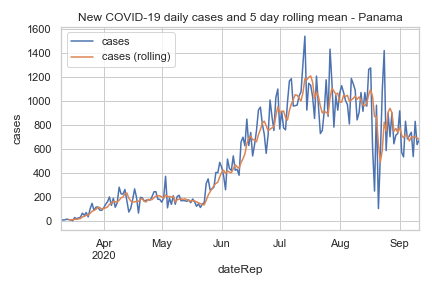 New COVID-19 daily cases and 5 day rolling mean - Panama
1600
1400
1200
1000
800
600
400
200
0
cases
cases
cases (rolling)
Apr
2020
May
Jun
Jul
Aug
Sep
dateRep